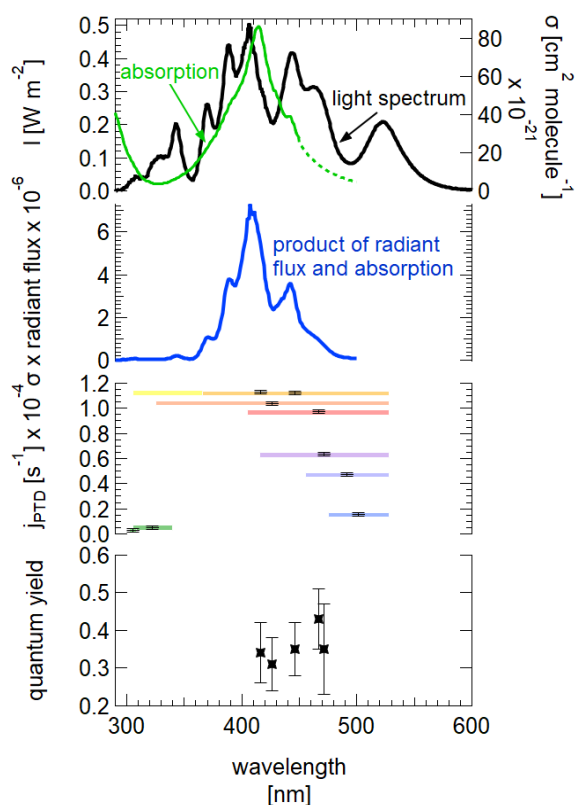 0.5
0.4
0.3
0.2
0.1
0.0
I [W m⁻²]
absorption
light spectrum
80
60
40
20
0
σ [cm² molecule⁻¹]
x 10⁻²¹
6
4
2
0
σ x radiant flux x 10⁻⁶
product of radiant
flux and absorption
1.2
1.0
0.8
0.6
0.4
0.2
0.0
jPTD [s⁻¹] x 10⁻⁴
0.6
0.5
0.4
0.3
0.2
quantum yield
300
400
500
600
wavelength
[nm]